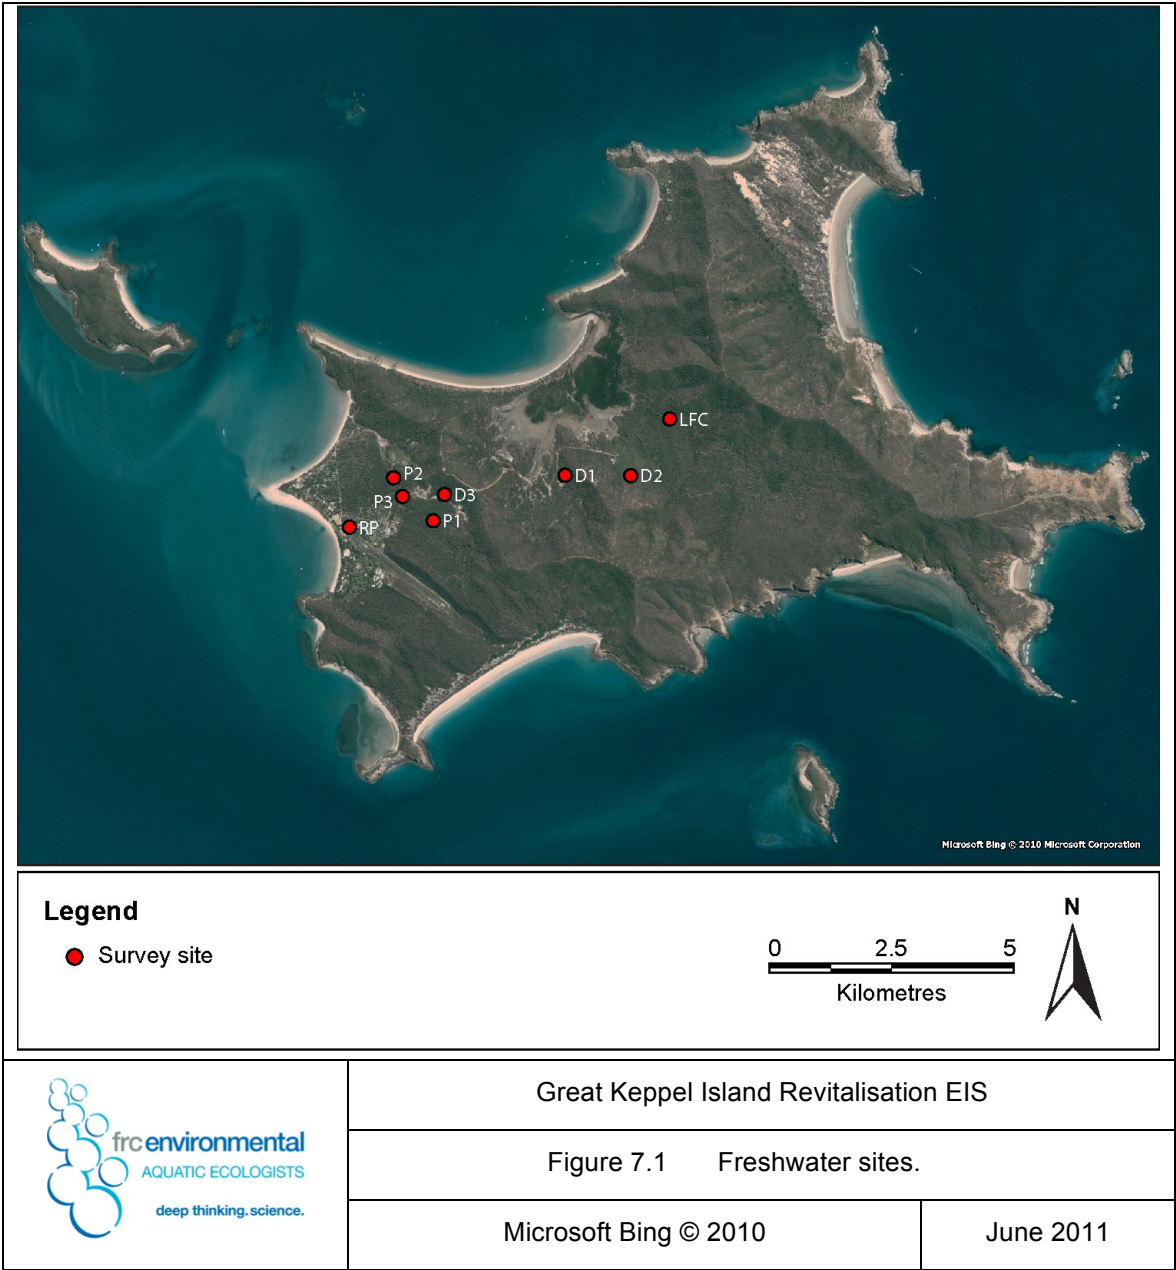 LFC
P2
D1
D2
P3
D3
P1
RP
Microsoft Bing © 2010 Microsoft Corporation
Legend
Survey site
0 2.5 5
Kilometres
N
frc environmental
AQUATIC ECOLOGISTS
deep thinking. science.
Great Keppel Island Revitalisation EIS
Figure 7.1 Freshwater sites.
Microsoft Bing © 2010
June 2011